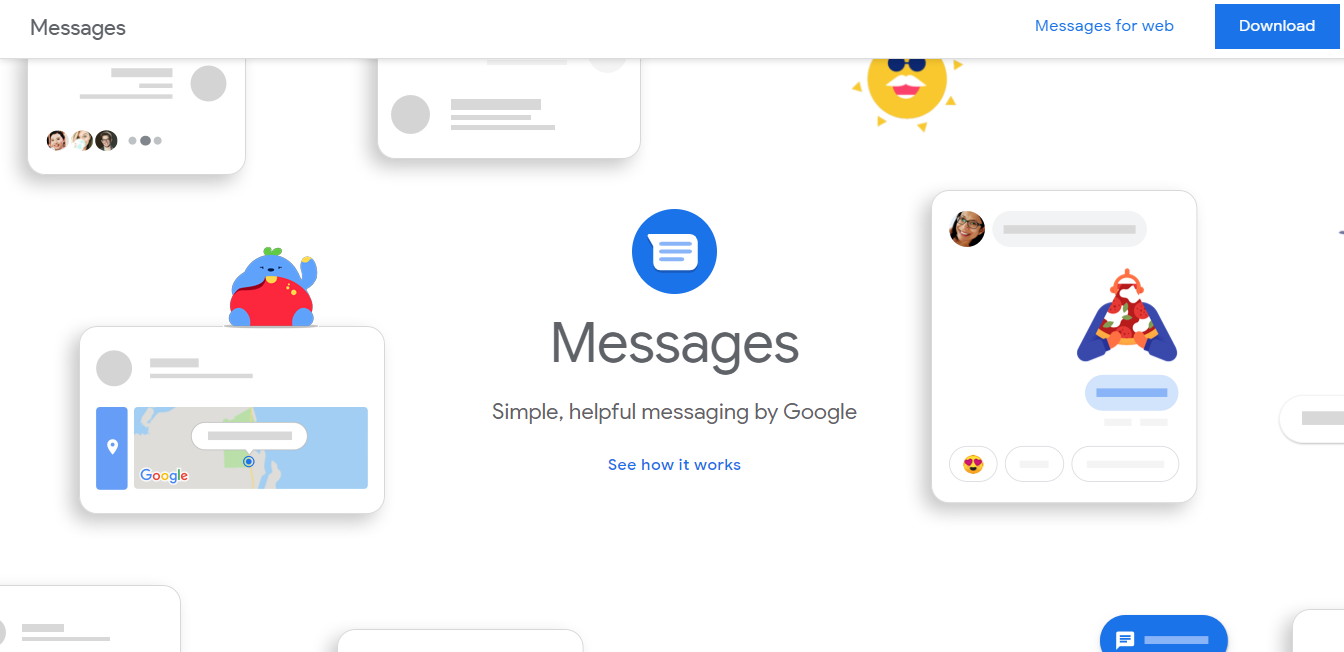 Messages
Messages for web
Download
Messages
Simple, helpful messaging by Google
See how it works
Google